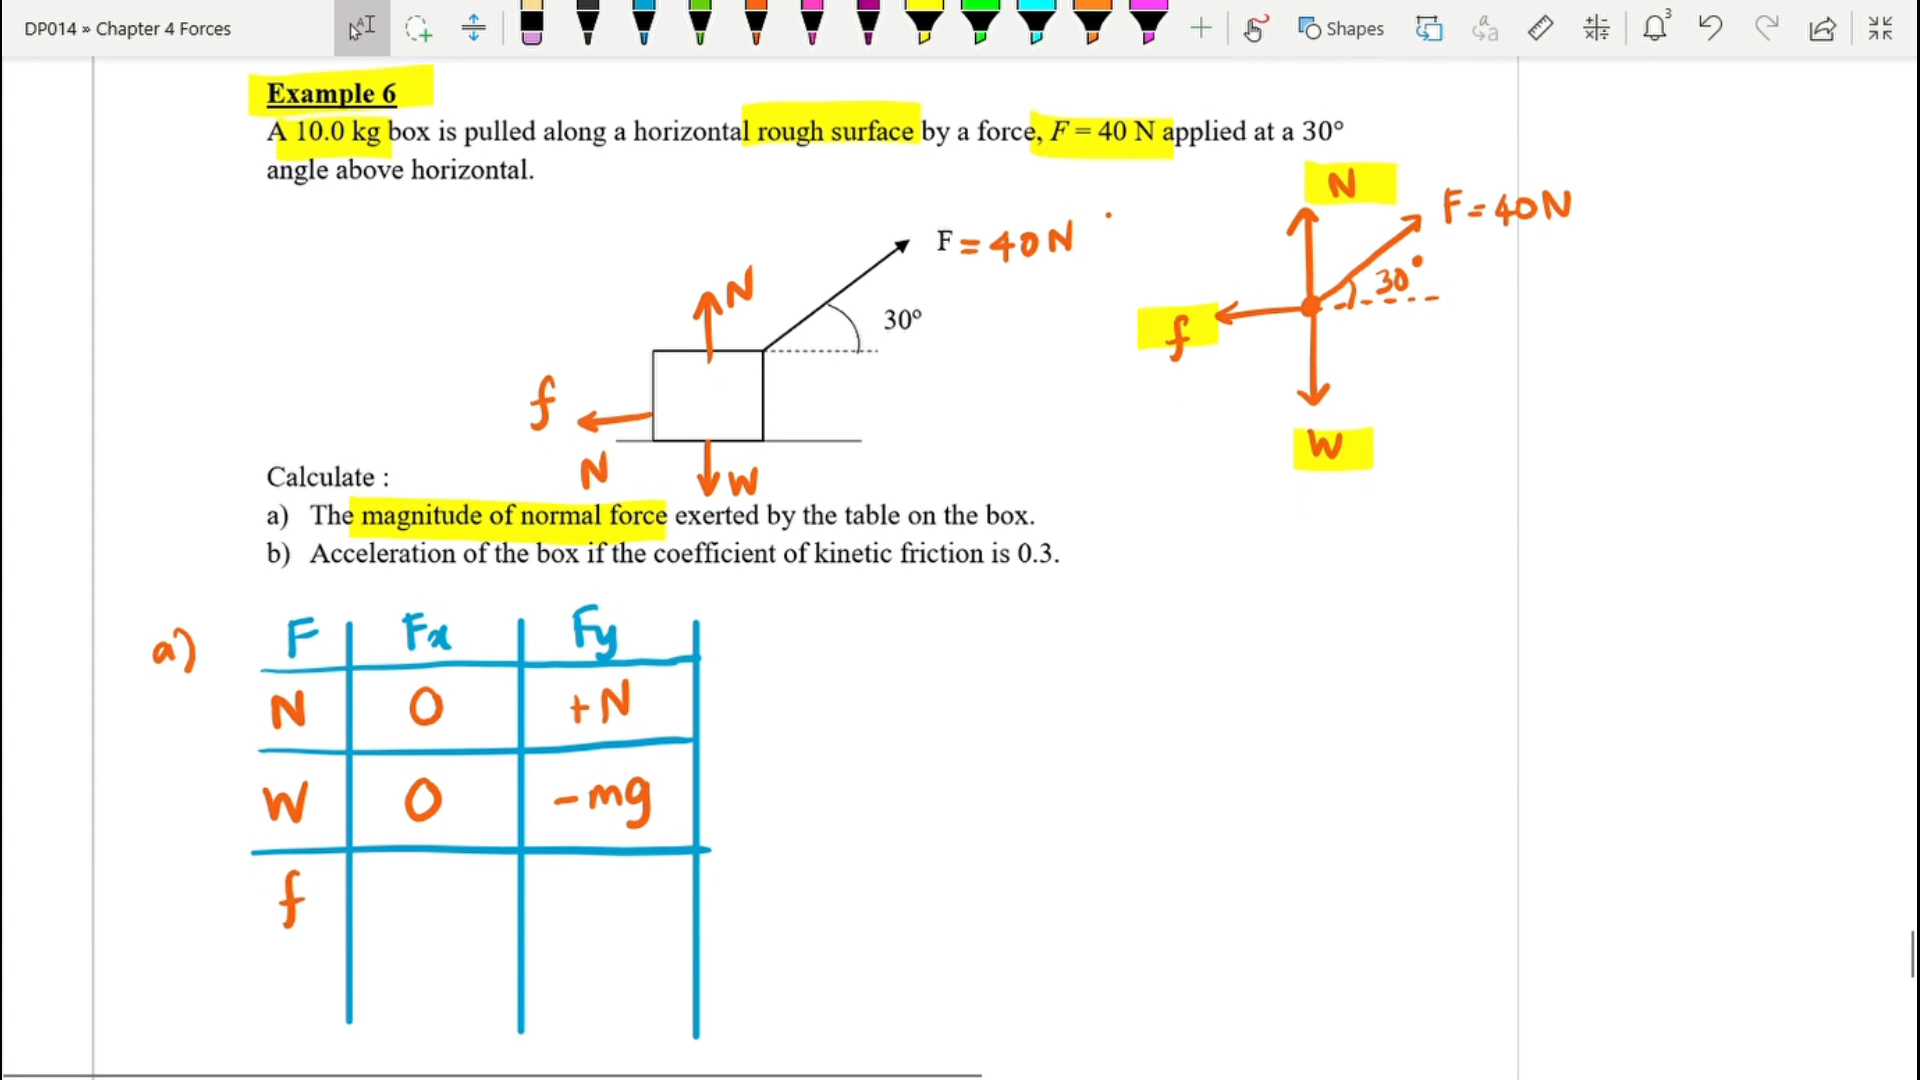 DP014 » Chapter 4 Forces
Shapes
3
Example 6
A 10.0 kg box is pulled along a horizontal rough surface by a force, F = 40 N applied at a 30°
angle above horizontal.
N
F = 40N
30°
f
W
F = 40N
N
30°
f
N
W
Calculate :
a) The magnitude of normal force exerted by the table on the box.
b) Acceleration of the box if the coefficient of kinetic friction is 0.3.
a)
F Fx Fy
N 0 +N
W 0 -mg
f